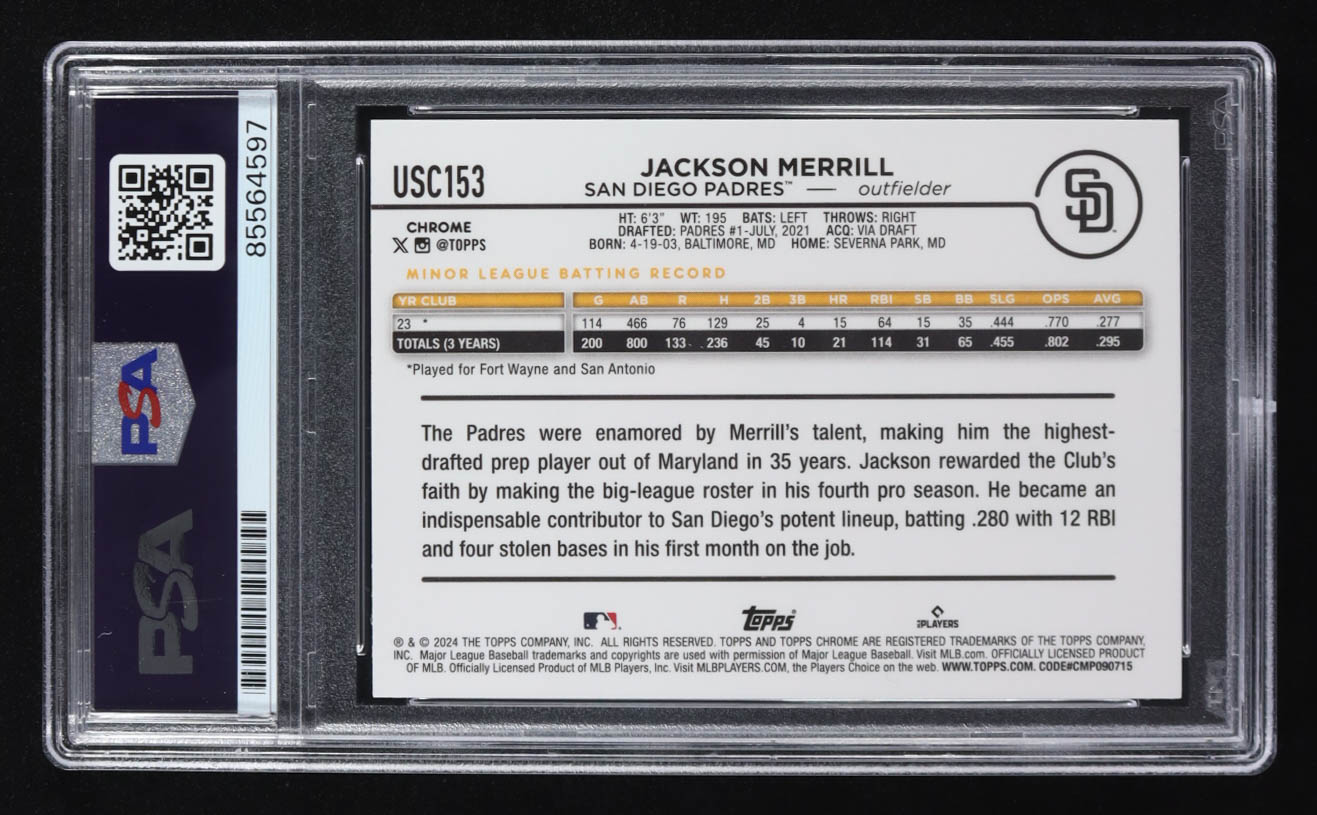 85564597
PSA
PSA
USC153
JACKSON MERRILL
SAN DIEGO PADRES™ — outfielder
SD
CHROME
@TOPPS
HT: 6'3" WT: 195 BATS: LEFT THROWS: RIGHT
DRAFTED: PADRES #1-JULY, 2021 ACQ: VIA DRAFT
BORN: 4-19-03, BALTIMORE, MD HOME: SEVERNA PARK, MD
MINOR LEAGUE BATTING RECORD
YR CLUB G AB R H 2B 3B HR RBI SB BB SLG OPS AVG
23 * 114 466 76 129 25 4 15 64 15 35 .444 .770 .277
TOTALS (3 YEARS) 200 800 133 236 45 10 21 114 31 65 .455 .802 .295
*Played for Fort Wayne and San Antonio
The Padres were enamored by Merrill's talent, making him the highest-
drafted prep player out of Maryland in 35 years. Jackson rewarded the Club's
faith by making the big-league roster in his fourth pro season. He became an
indispensable contributor to San Diego's potent lineup, batting .280 with 12 RBI
and four stolen bases in his first month on the job.
Topps®
PLAYERS
® & © 2024 THE TOPPS COMPANY, INC. ALL RIGHTS RESERVED. TOPPS AND TOPPS CHROME ARE REGISTERED TRADEMARKS OF THE TOPPS COMPANY,
INC. Major League Baseball trademarks and copyrights are used with permission of Major League Baseball. Visit MLB.com. OFFICIALLY LICENSED PRODUCT
OF MLB. Officially Licensed Product of MLB Players, Inc. Visit MLBPLAYERS.COM, the Players Choice on the web. WWW.TOPPS.COM. CODE#CMP090715
PSA